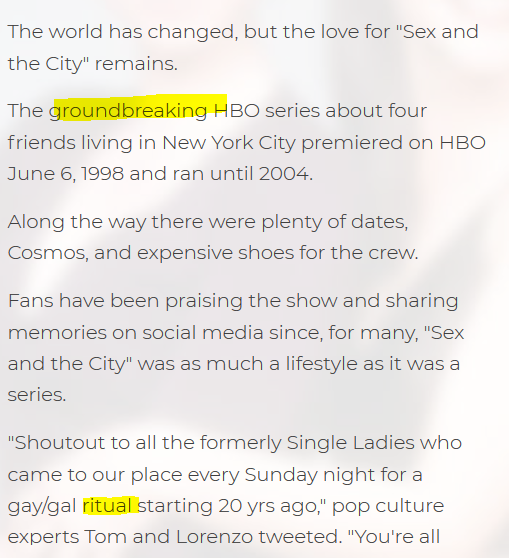 The world has changed, but the love for "Sex and
the City" remains.
The groundbreaking HBO series about four
friends living in New York City premiered on HBO
June 6, 1998 and ran until 2004.
Along the way there were plenty of dates,
Cosmos, and expensive shoes for the crew.
Fans have been praising the show and sharing
memories on social media since, for many, "Sex
and the City" was as much a lifestyle as it was a
series.
"Shoutout to all the formerly Single Ladies who
came to our place every Sunday night for a
gay/gal ritual starting 20 yrs ago," pop culture
experts Tom and Lorenzo tweeted. "You're all